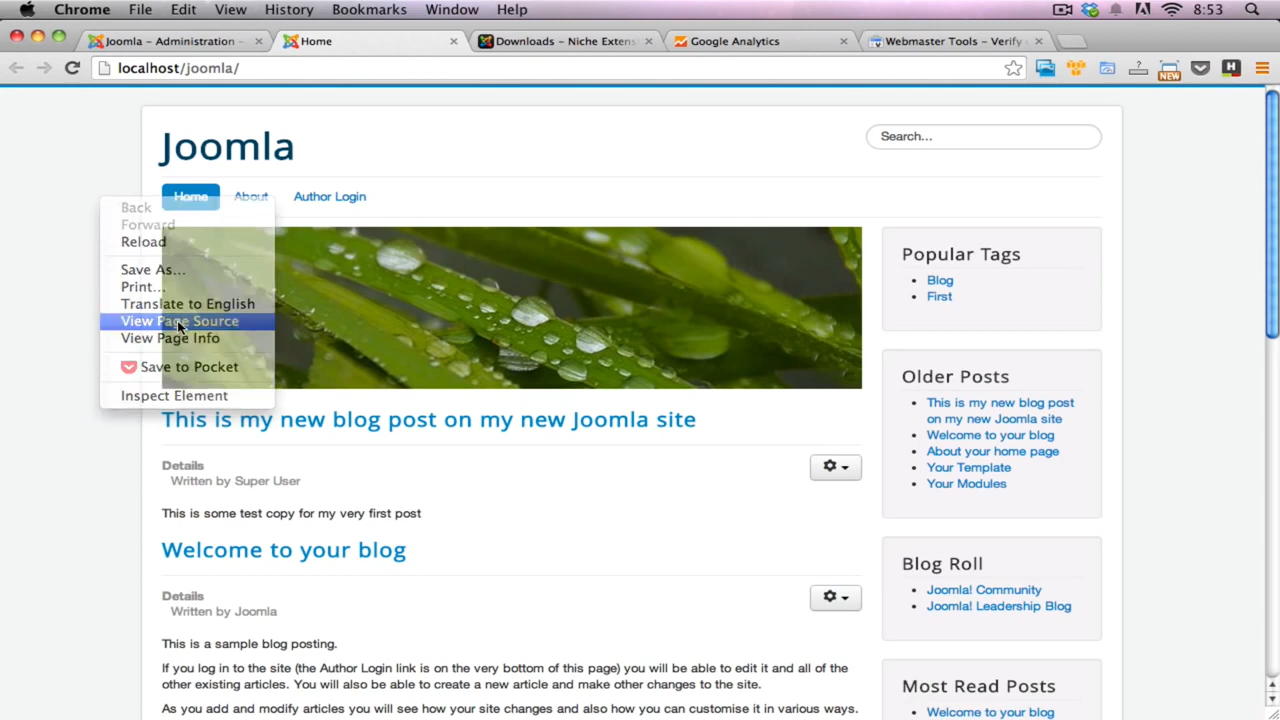 Chrome File Edit View History Bookmarks Window Help 8:53
Joomla – Administration – Home Downloads – Niche Extens Google Analytics Webmaster Tools – Verify
localhost/joomla/ NEW H
Joomla
Search...
Home About Author Login
Back
Forward
Reload
Save As...
Print...
Translate to English
View Page Source
View Page Info
Save to Pocket
Inspect Element
This is my new blog post on my new Joomla site
Details
Written by Super User
This is some test copy for my very first post
Welcome to your blog
Details
Written by Joomla
This is a sample blog posting.
If you log in to the site (the Author Login link is on the very bottom of this page) you will be able to edit it and all of the
other existing articles. You will also be able to create a new article and make other changes to the site.
As you add and modify articles you will see how your site changes and also how you can customise it in various ways.
Popular Tags
Blog
First
Older Posts
This is my new blog post
on my new Joomla site
Welcome to your blog
About your home page
Your Template
Your Modules
Blog Roll
Joomla! Community
Joomla! Leadership Blog
Most Read Posts
Welcome to your blog